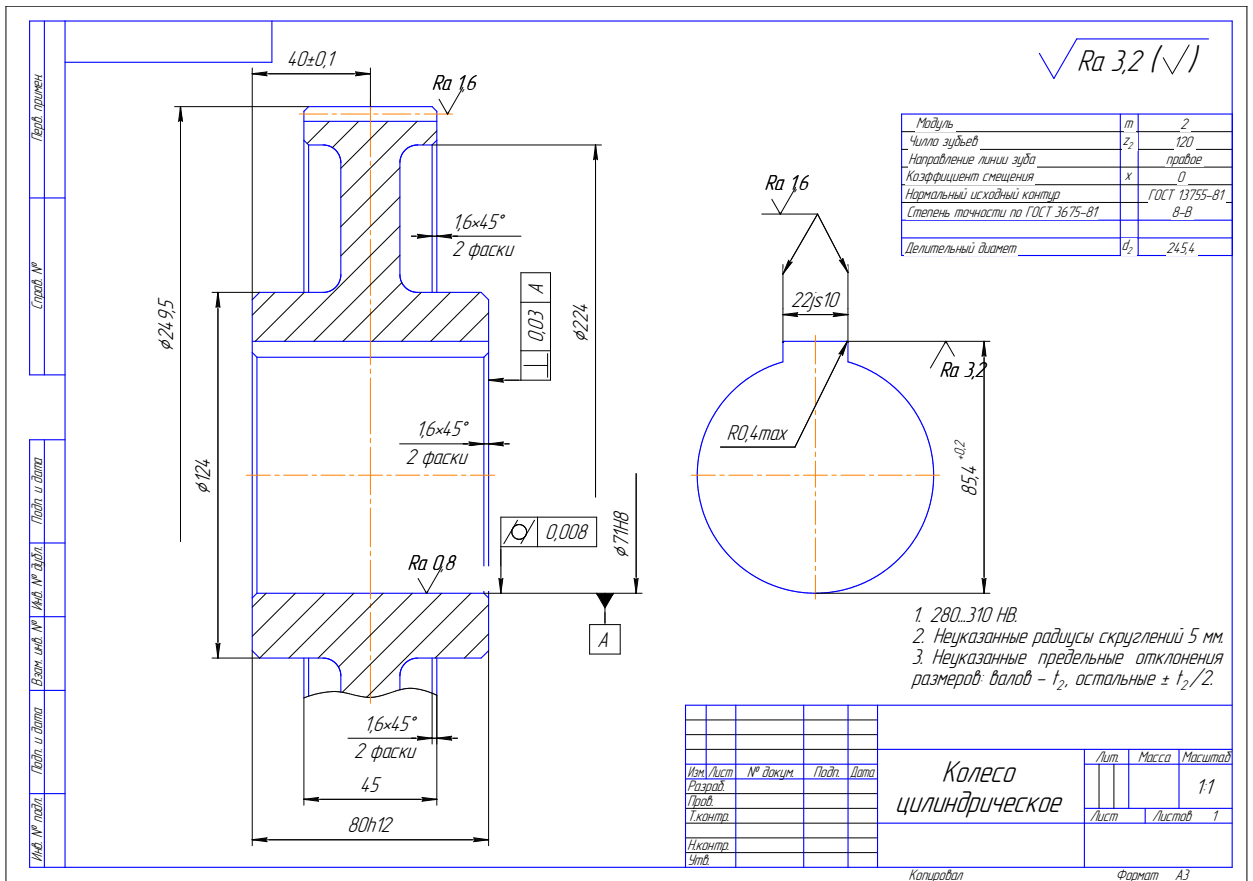 Перв. примен.
Справ. №
Подп. и дата
Инв. № дубл.
Взам. инв. №
Подп. и дата
Инв. № подл.
40±0,1
Ra 1,6
Ra 3,2 (√)
Модуль m 2
Чилло зубьев z₂ 120
Направление линии зуба правое
Коэффициент смещения x 0
Нормальный исходный контур ГОСТ 13755-81
Степень точности по ГОСТ 3675-81 8-B
Делительный диамет d₂ 245,4
1,6×45°
2 фаски
⌀249,5
⌀124
⟂ 0,03 A
⌀224
1,6×45°
2 фаски
⌭ 0,008
⌀71H8
Ra 0,8
A
1,6×45°
2 фаски
45
80h12
Ra 1,6
22js10
Ra 3,2
R0,4max
85,4 +0,2
1. 280...310 HB.
2. Неуказанные радиусы скруглений 5 мм.
3. Неуказанные предельные отклонения
размеров: валов – t₂, остальные ± t₂/2.
Изм. Лист № докум. Подп. Дата
Разраб.
Пров.
Т.контр.
Н.контр.
Утв.
Колесо
цилиндрическое
Лит. Масса Масштаб
1:1
Лист Листов 1
Копировал Формат А3